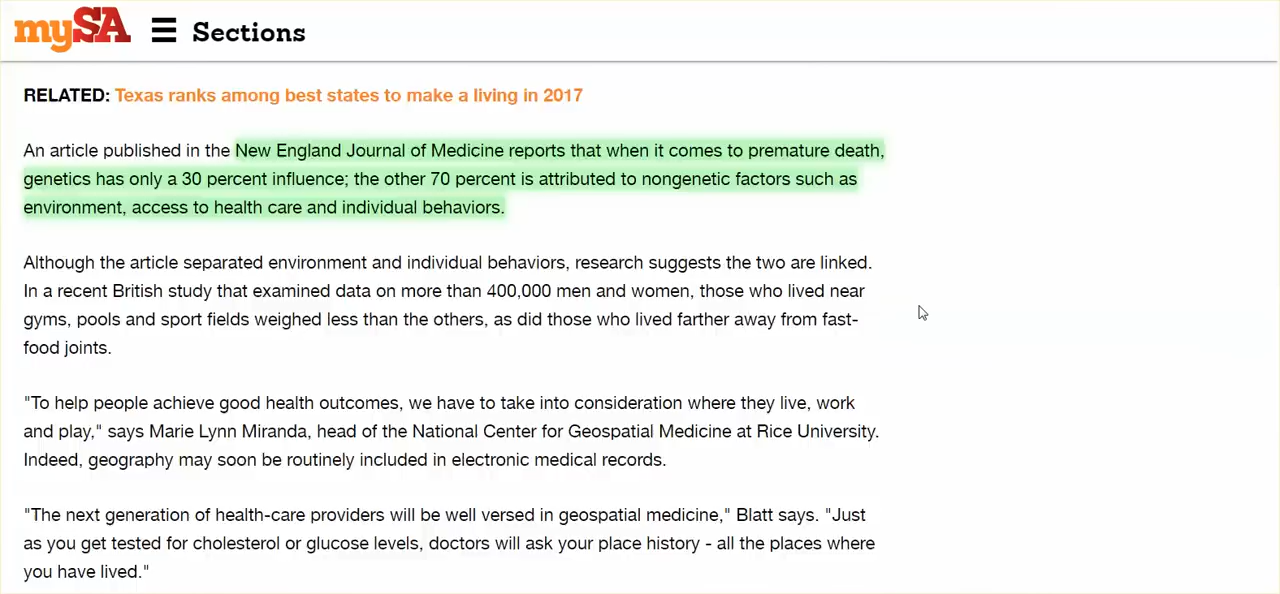 mySA Sections
RELATED: Texas ranks among best states to make a living in 2017
An article published in the New England Journal of Medicine reports that when it comes to premature death,
genetics has only a 30 percent influence; the other 70 percent is attributed to nongenetic factors such as
environment, access to health care and individual behaviors.
Although the article separated environment and individual behaviors, research suggests the two are linked.
In a recent British study that examined data on more than 400,000 men and women, those who lived near
gyms, pools and sport fields weighed less than the others, as did those who lived farther away from fast-
food joints.
"To help people achieve good health outcomes, we have to take into consideration where they live, work
and play," says Marie Lynn Miranda, head of the National Center for Geospatial Medicine at Rice University.
Indeed, geography may soon be routinely included in electronic medical records.
"The next generation of health-care providers will be well versed in geospatial medicine," Blatt says. "Just
as you get tested for cholesterol or glucose levels, doctors will ask your place history - all the places where
you have lived."